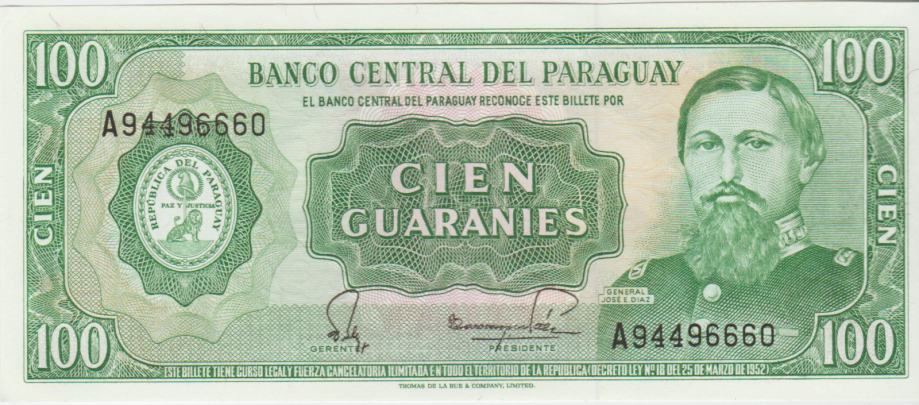 100
100
BANCO CENTRAL DEL PARAGUAY
EL BANCO CENTRAL DEL PARAGUAY RECONOCE ESTE BILLETE POR
A94496660
REPÚBLICA DEL PARAGUAY
PAZ Y JUSTICIA
CIEN
CIEN
GUARANIES
CIEN
GENERAL
JOSE E. DIAZ
GERENTE
PRESIDENTE
A94496660
100
100
ESTE BILLETE TIENE CURSO LEGAL Y FUERZA CANCELATORIA ILIMITADA EN TODO EL TERRITORIO DE LA REPUBLICA (DECRETO LEY Nº 18 DEL 25 DE MARZO DE 1952)
THOMAS DE LA RUE & COMPANY, LIMITED.